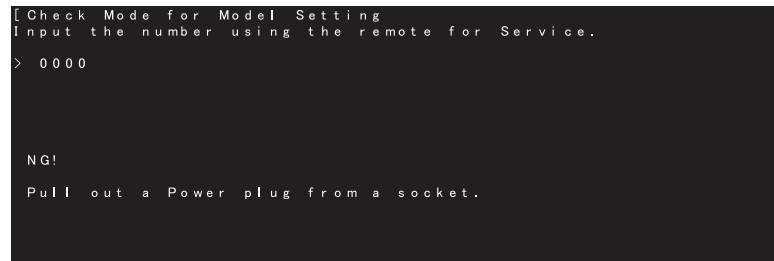 [Check Mode for Model Setting
Input the number using the remote for Service.
> 0000
NG!
Pull out a Power plug from a socket.